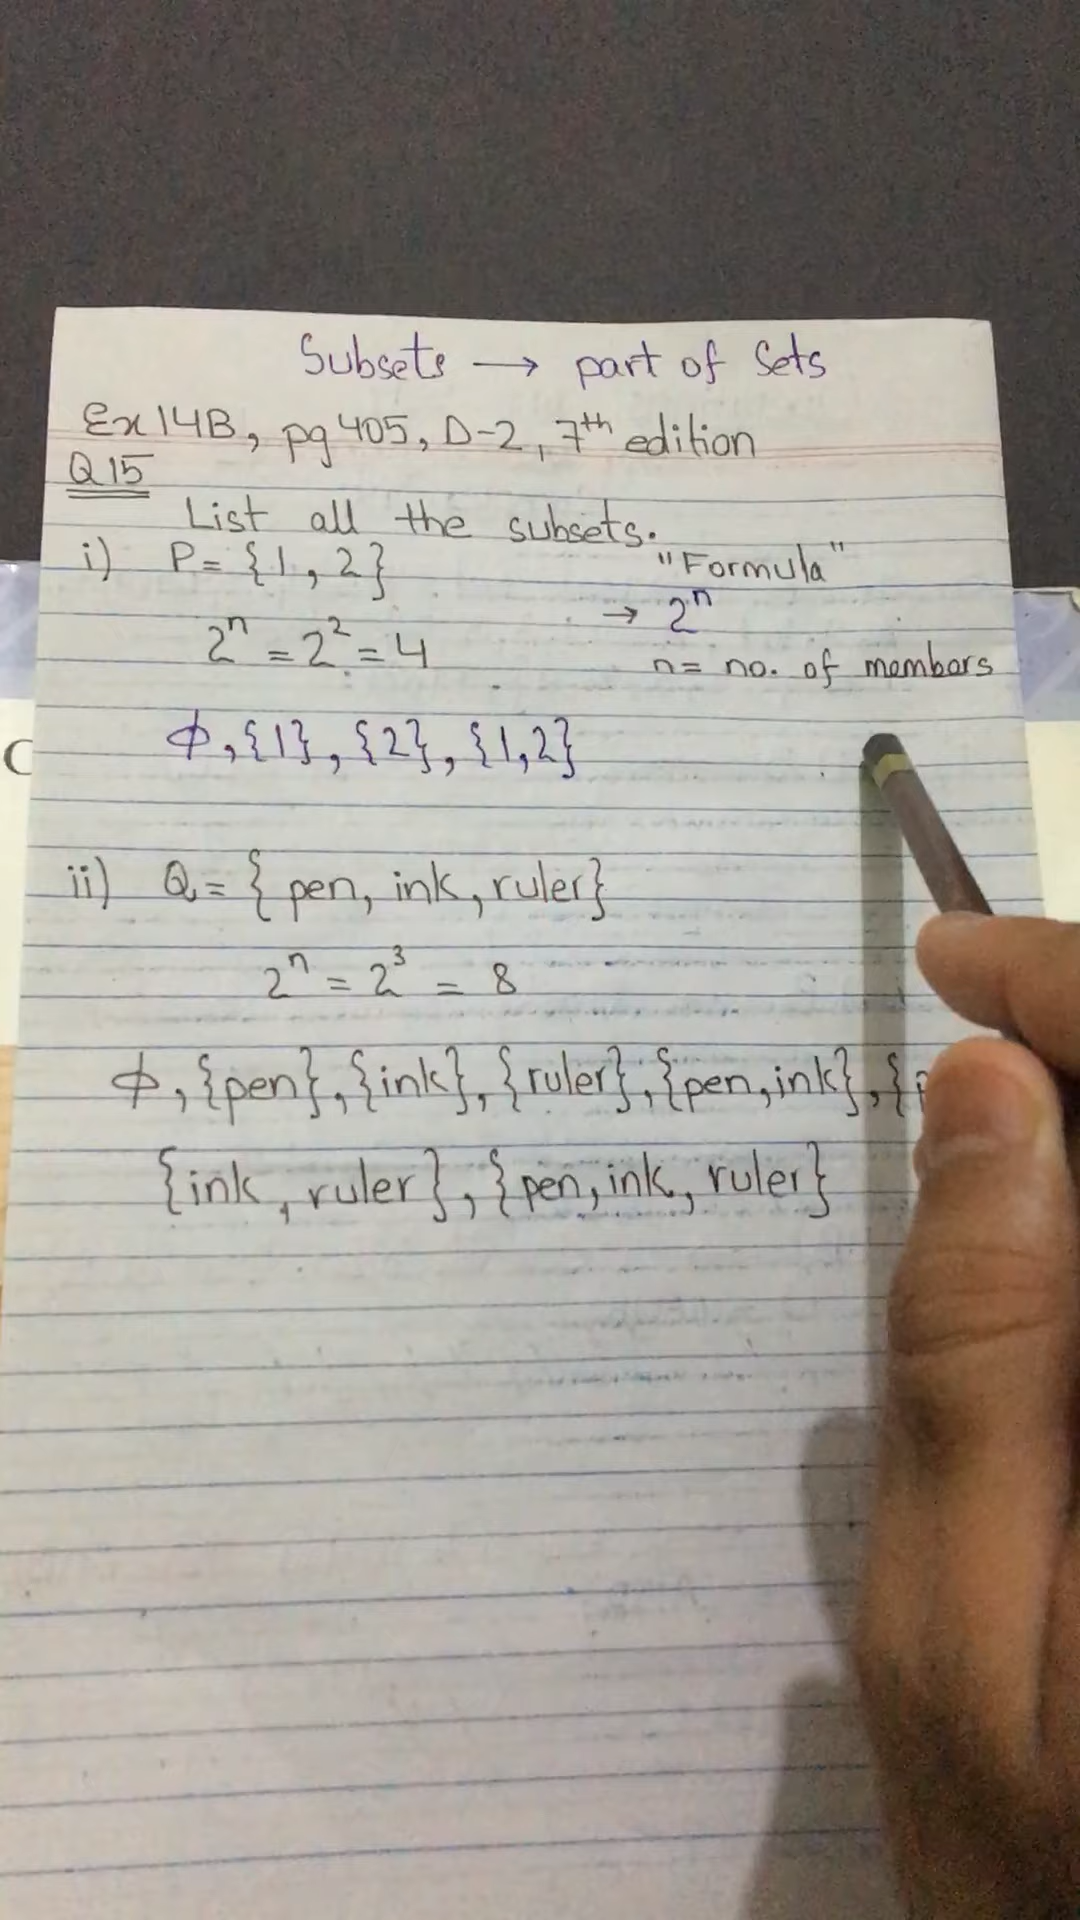 Subsets → part of Sets
Ex 14B, pg 405, D-2, 7th edition
Q15
List all the subsets.
i) P = {1, 2}
"Formula"
→ 2ⁿ
2ⁿ = 2² = 4
n = no. of members
ϕ, {1}, {2}, {1,2}
C
ii) Q = { pen, ink, ruler}
2ⁿ = 2³ = 8
ϕ, {pen}, {ink}, {ruler}, {pen, ink}, {p
{ink, ruler}, {pen, ink, ruler}